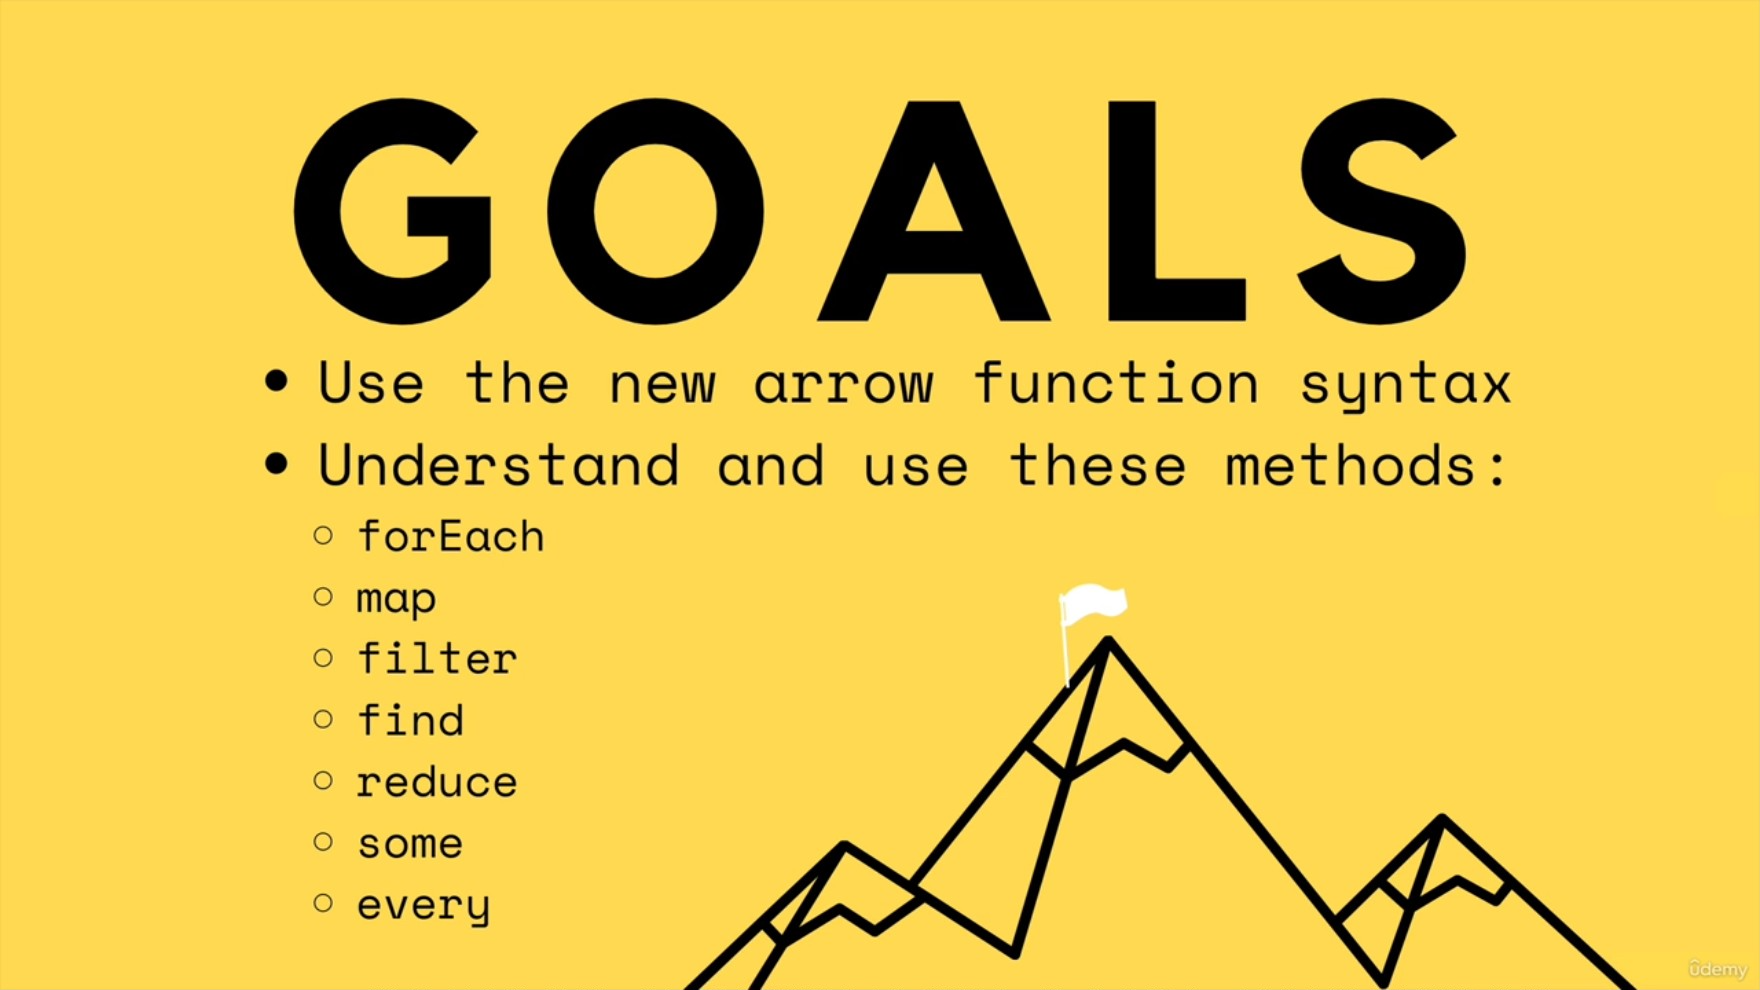 GOALS
• Use the new arrow function syntax
• Understand and use these methods:
○ forEach
○ map
○ filter
○ find
○ reduce
○ some
○ every
ûdemy